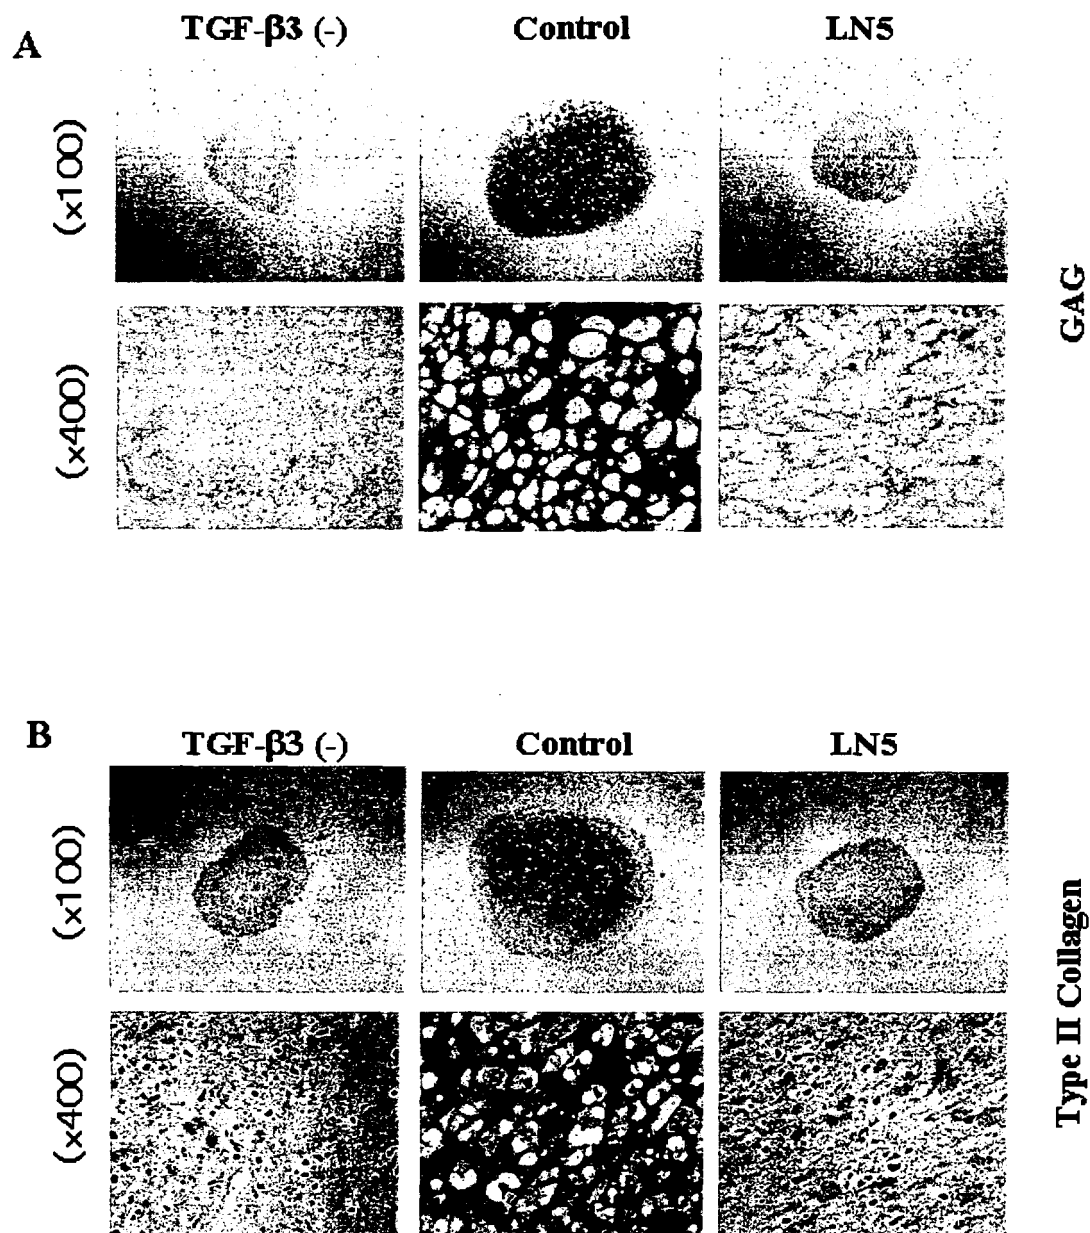 A
TGF-β3 (-) Control LN5
(×100)
(×400)
GAG
B
TGF-β3 (-) Control LN5
(×100)
(×400)
Type II Collagen